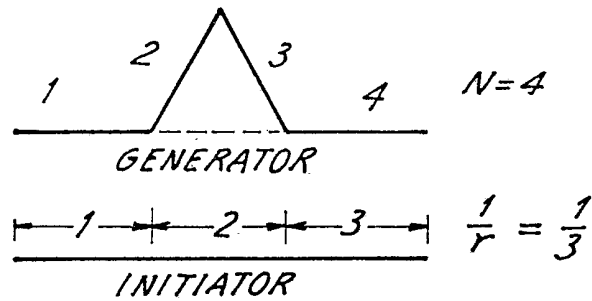 1 2 3 4 N=4
GENERATOR
1 2 3 1/r = 1/3
INITIATOR